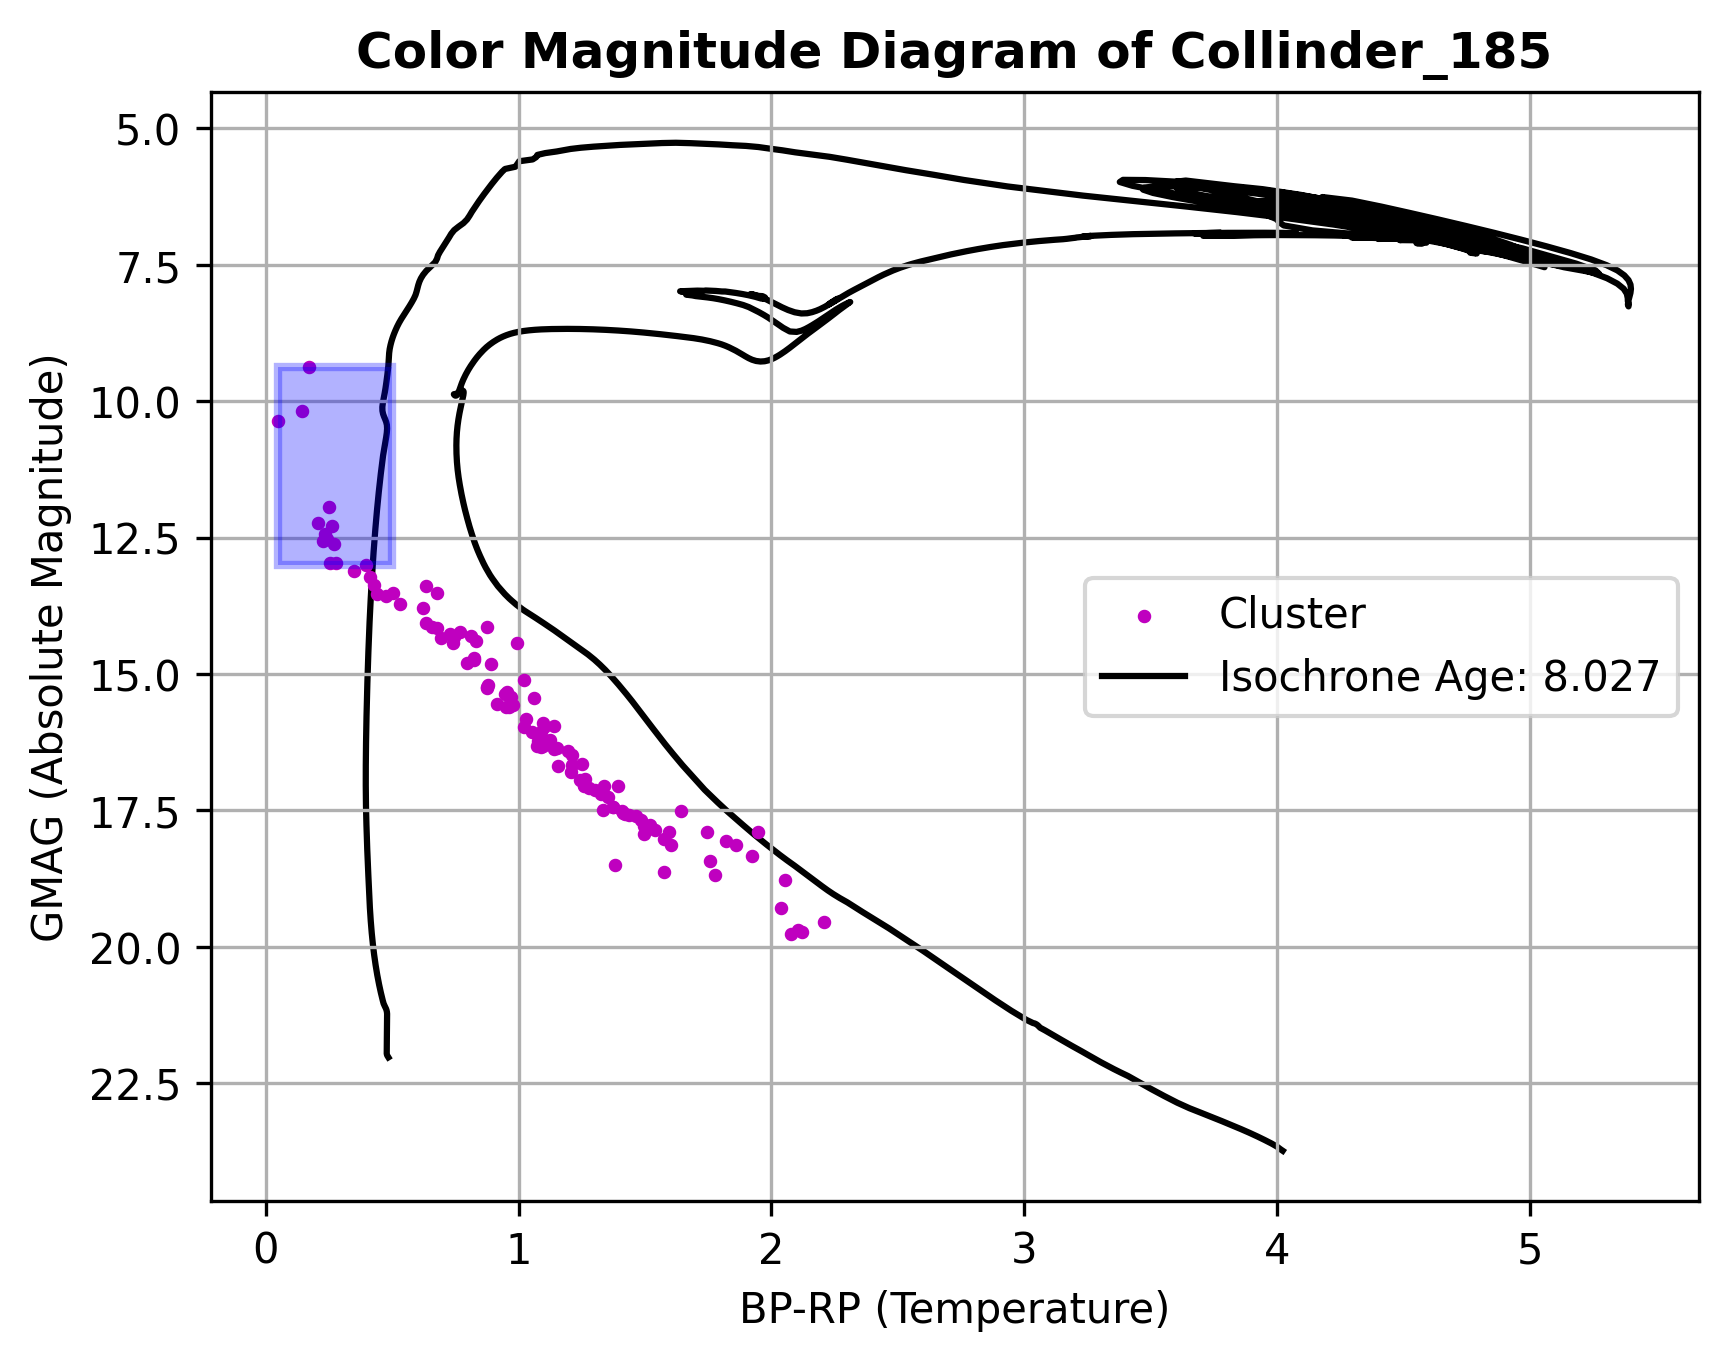 Color Magnitude Diagram of Collinder_185
GMAG (Absolute Magnitude)
5.0
7.5
10.0
12.5
15.0
17.5
20.0
22.5
Cluster
Isochrone Age: 8.027
0 1 2 3 4 5
BP-RP (Temperature)